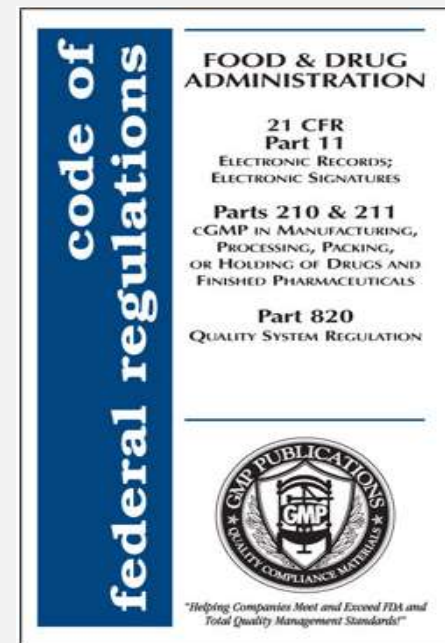 code of
federal regulations
FOOD & DRUG
ADMINISTRATION
21 CFR
Part 11
ELECTRONIC RECORDS;
ELECTRONIC SIGNATURES
Parts 210 & 211
cGMP IN MANUFACTURING,
PROCESSING, PACKING,
OR HOLDING OF DRUGS AND
FINISHED PHARMACEUTICALS
Part 820
QUALITY SYSTEM REGULATION
GMP PUBLICATIONS
GMP
QUALITY COMPLIANCE MATERIALS
"Helping Companies Meet and Exceed FDA and
Total Quality Management Standards!"